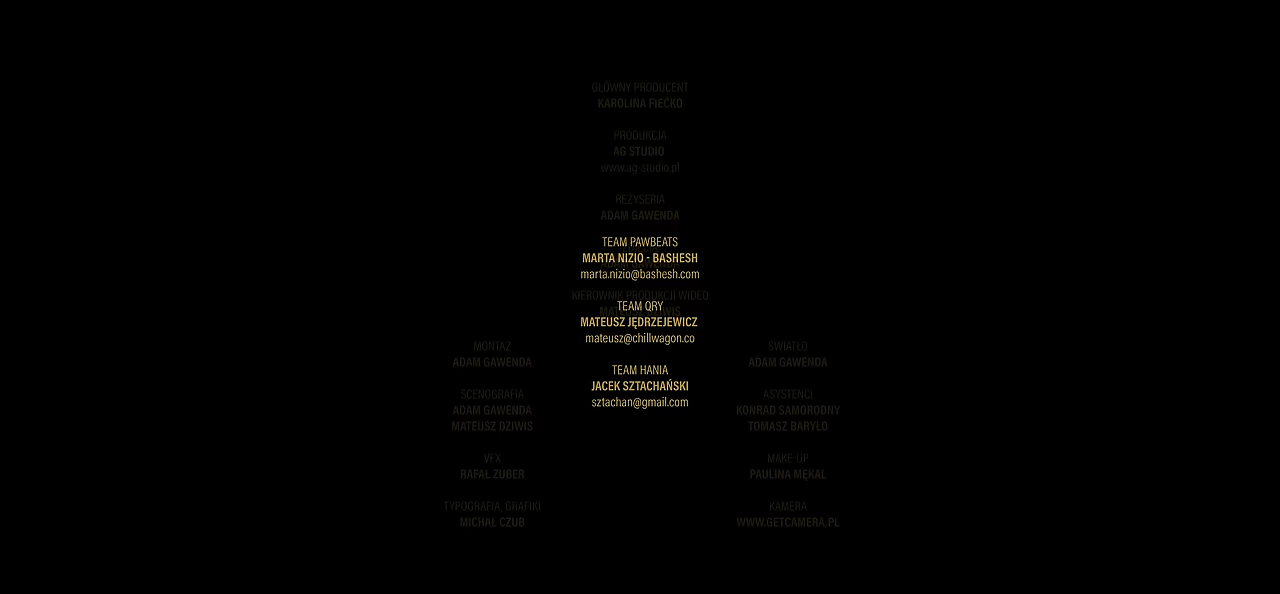 GŁÓWNY PRODUCENT
KAROLINA FIEĆKO
PRODUKCJA
AG STUDIO
www.ag-studio.pl
REŻYSERIA
ADAM GAWENDA
TEAM PAWBEATS
MARTA NIZIO - BASHESH
marta.nizio@bashesh.com
KIEROWNIK PRODUKCJI WIDEO
TEAM QRY
MATEUSZ JĘDRZEJEWICZ
mateusz@chillwagon.co
TEAM HANIA
JACEK SZTACHAŃSKI
sztachan@gmail.com
MONTAŻ
ADAM GAWENDA
SCENOGRAFIA
ADAM GAWENDA
MATEUSZ DZIWIS
VFX
RAFAŁ ZUBER
TYPOGRAFIA, GRAFIKI
MICHAŁ CZUB
ŚWIATŁO
ADAM GAWENDA
ASYSTENCI
KONRAD SAMORODNY
TOMASZ BARYŁO
MAKE-UP
PAULINA MĘKAL
KAMERA
WWW.GETCAMERA.PL